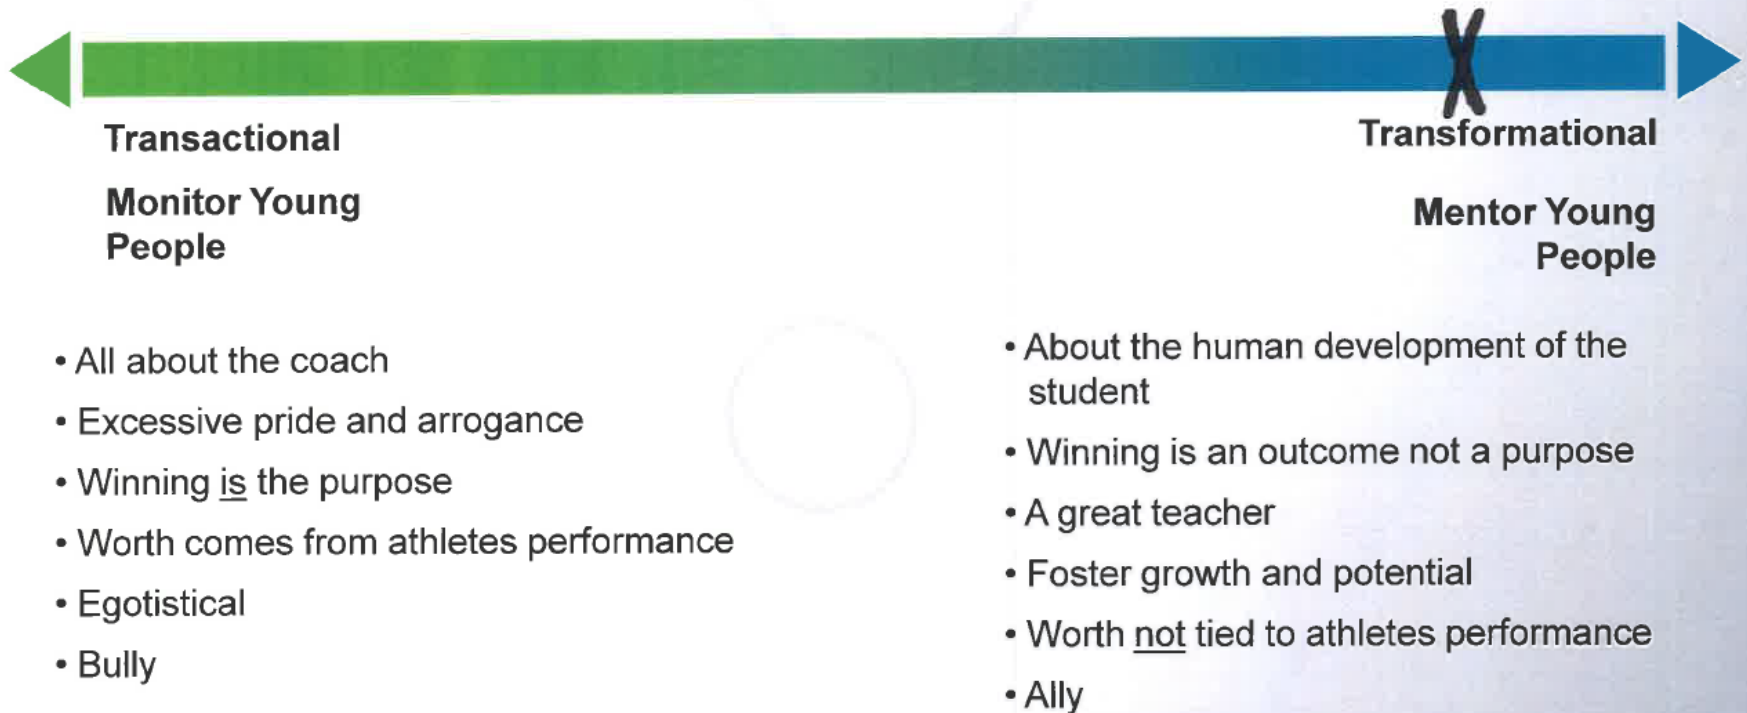 X
Transactional
Monitor Young
People
• All about the coach
• Excessive pride and arrogance
• Winning is the purpose
• Worth comes from athletes performance
• Egotistical
• Bully
Transformational
Mentor Young
People
• About the human development of the
student
• Winning is an outcome not a purpose
• A great teacher
• Foster growth and potential
• Worth not tied to athletes performance
• Ally